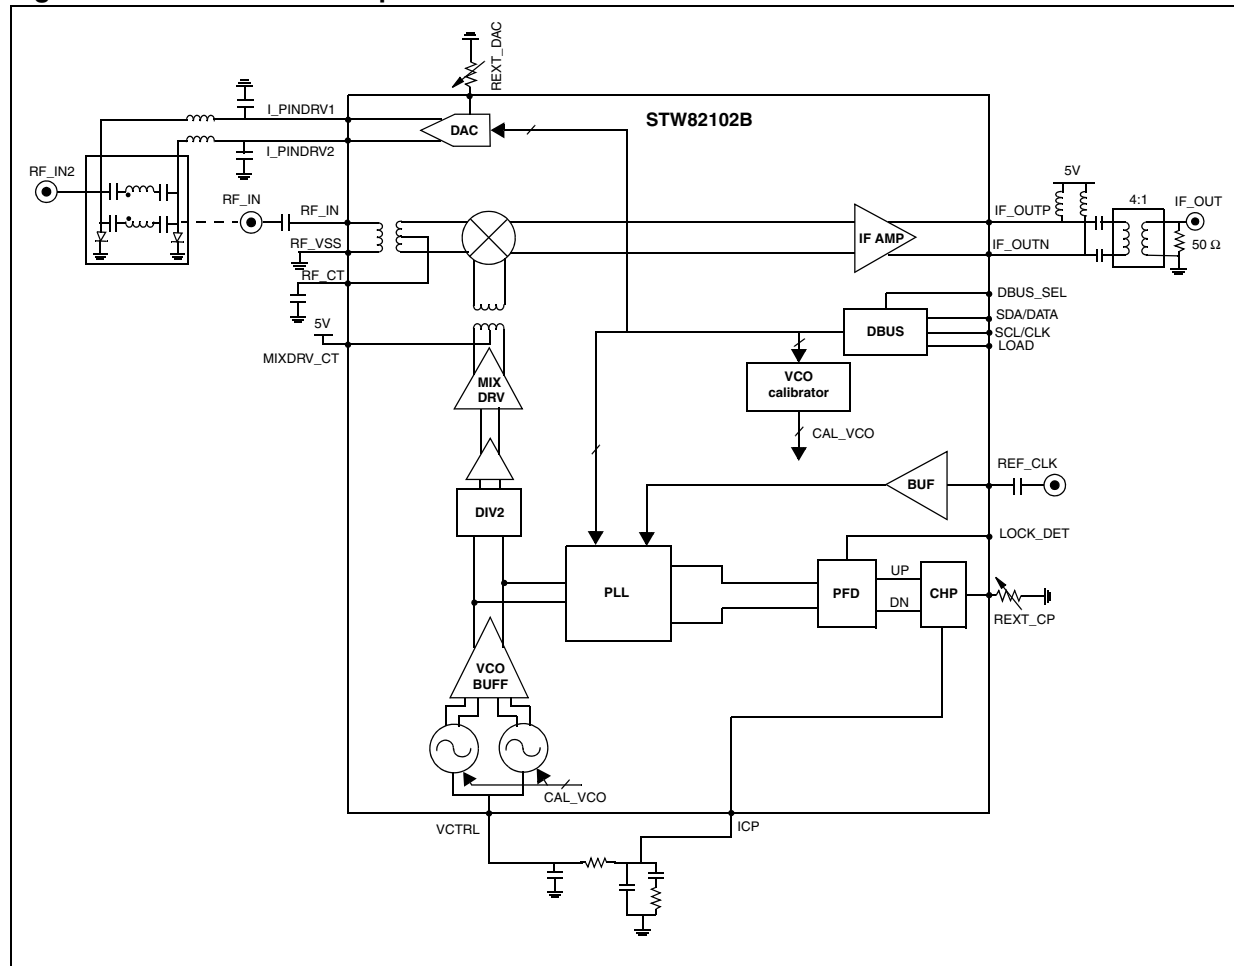 REXT_DAC
I_PINDRV1
STW82102B
DAC
I_PINDRV2
RF_IN2
5V
RF_IN
RF_IN
4:1
IF_OUT
IF_OUTP
RF_VSS
IF AMP
IF_OUTN
50 Ω
RF_CT
DBUS_SEL
SDA/DATA
5V
DBUS
SCL/CLK
LOAD
MIXDRV_CT
MIX
DRV
VCO
calibrator
CAL_VCO
REF_CLK
BUF
DIV2
LOCK_DET
UP
PLL
PFD
CHP
DN
REXT_CP
VCO
BUFF
CAL_VCO
VCTRL
ICP